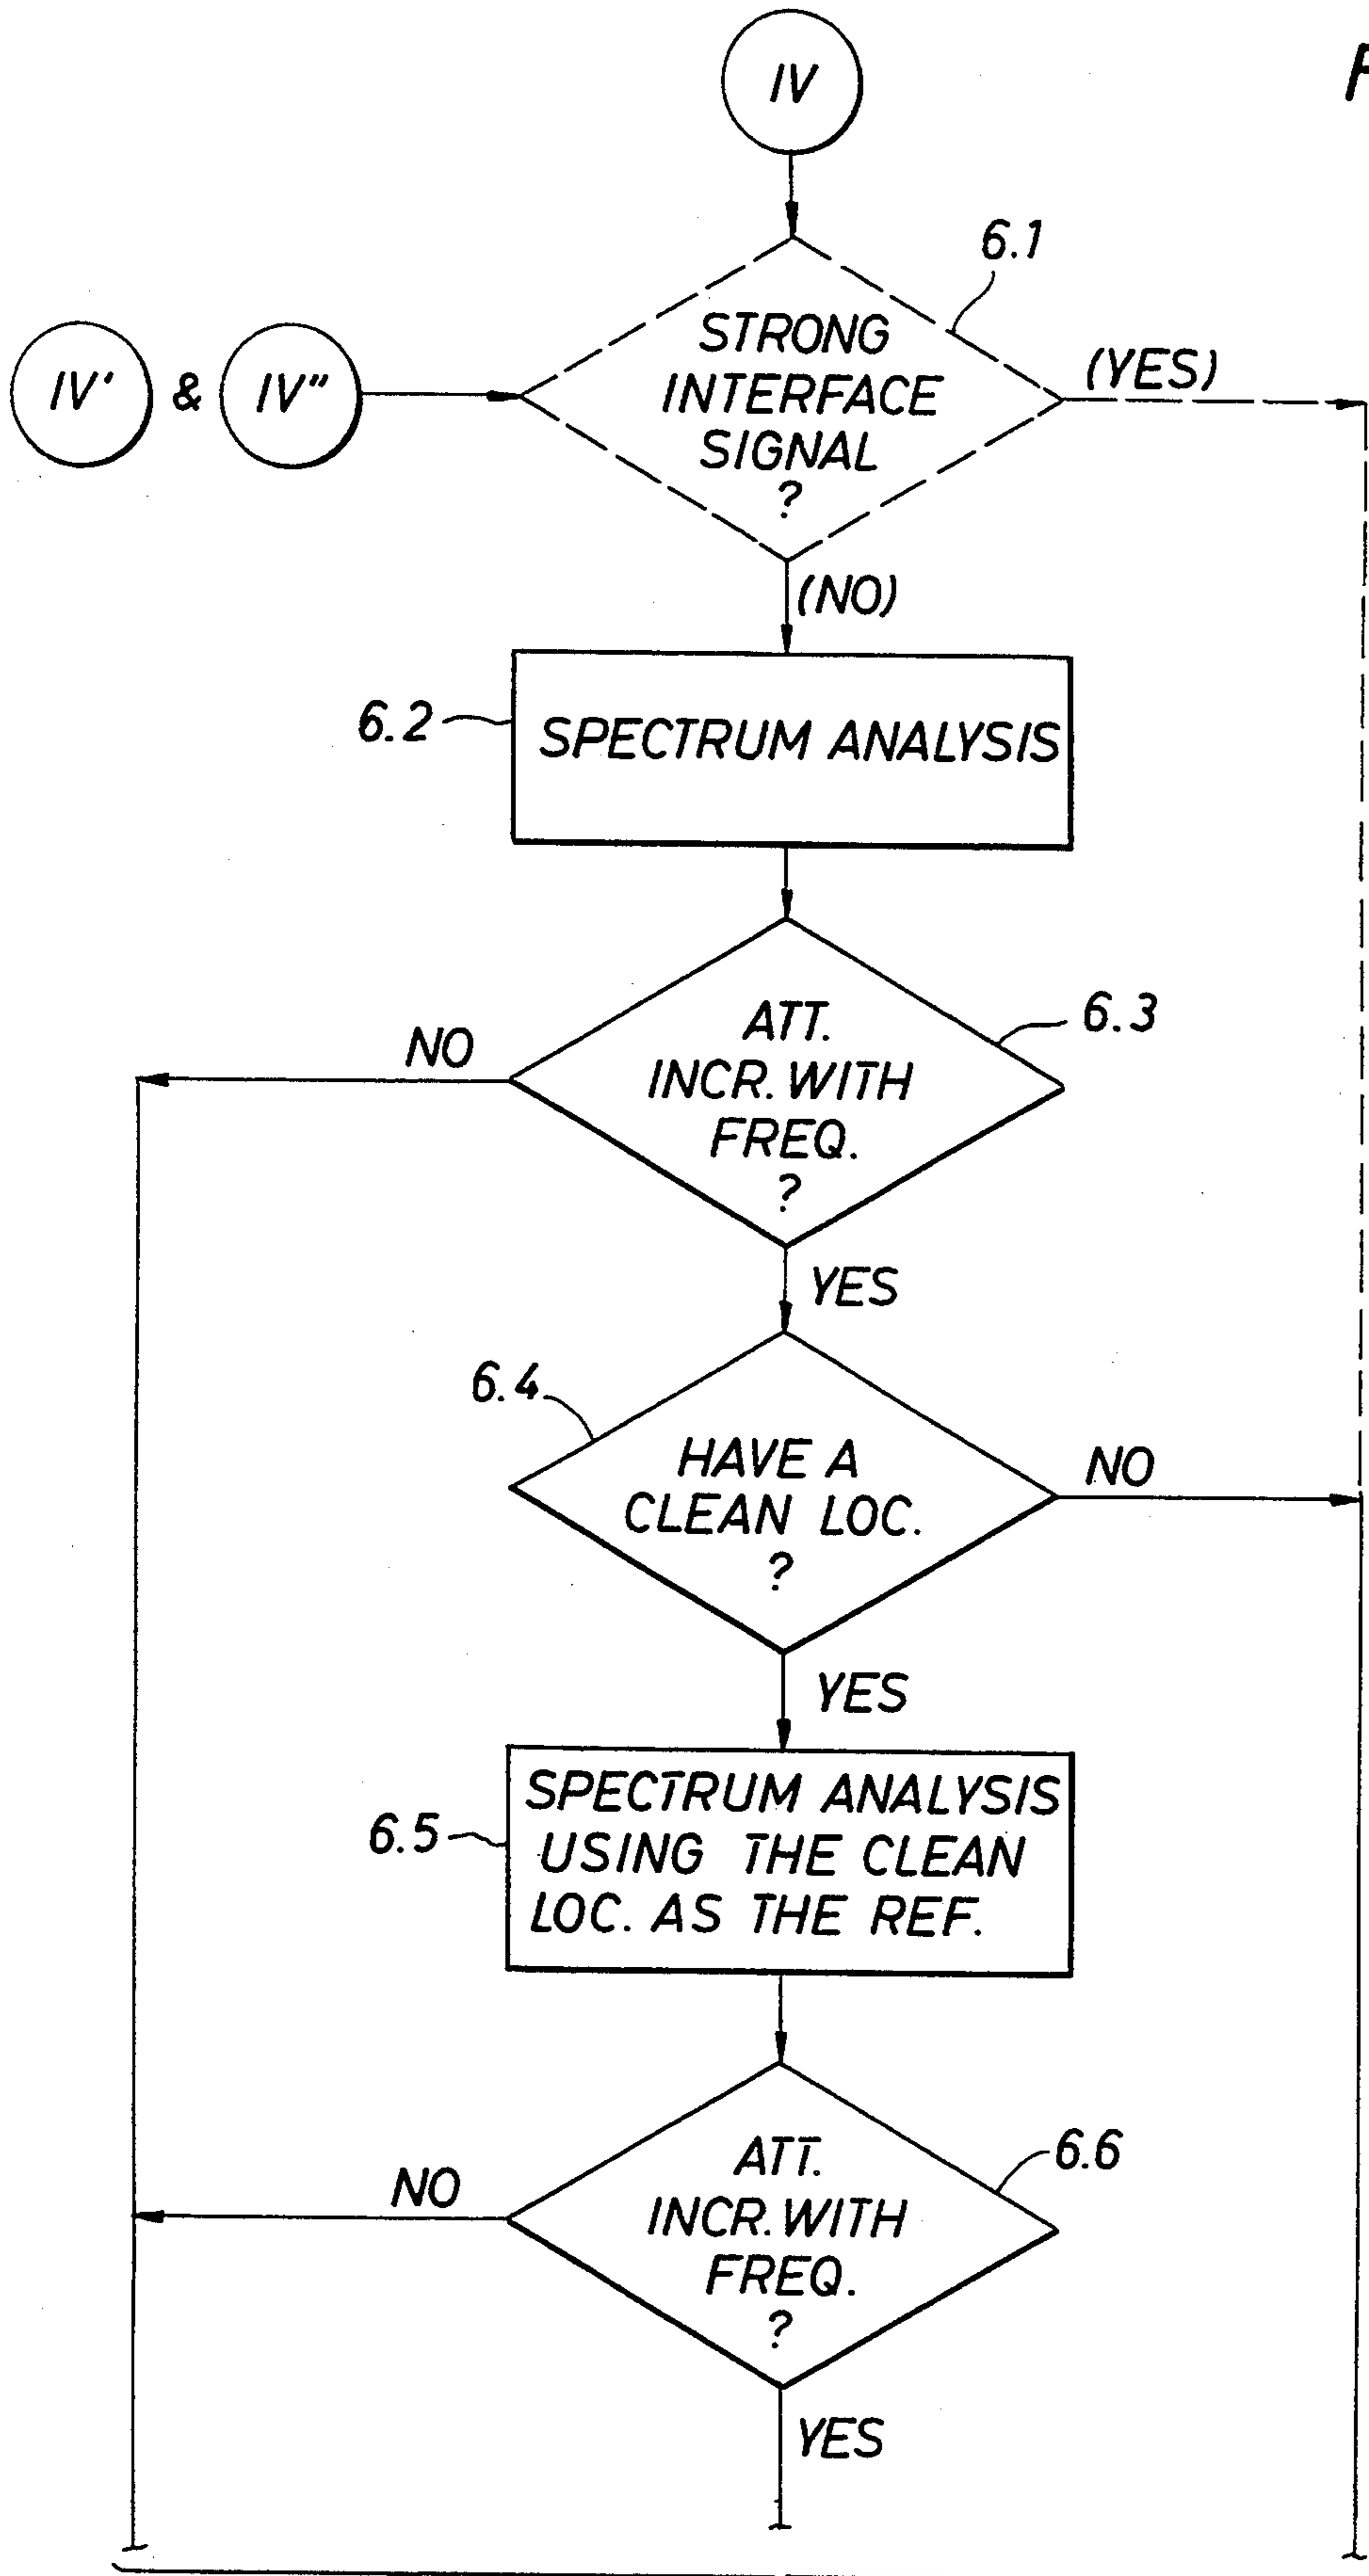 IV
6.1
STRONG
INTERFACE
SIGNAL
?
(YES)
IV' & IV"
(NO)
6.2
SPECTRUM ANALYSIS
6.3
ATT.
INCR. WITH
FREQ.
?
NO
YES
6.4
HAVE A
CLEAN LOC.
?
NO
YES
6.5
SPECTRUM ANALYSIS
USING THE CLEAN
LOC. AS THE REF.
6.6
ATT.
INCR. WITH
FREQ.
?
NO
YES